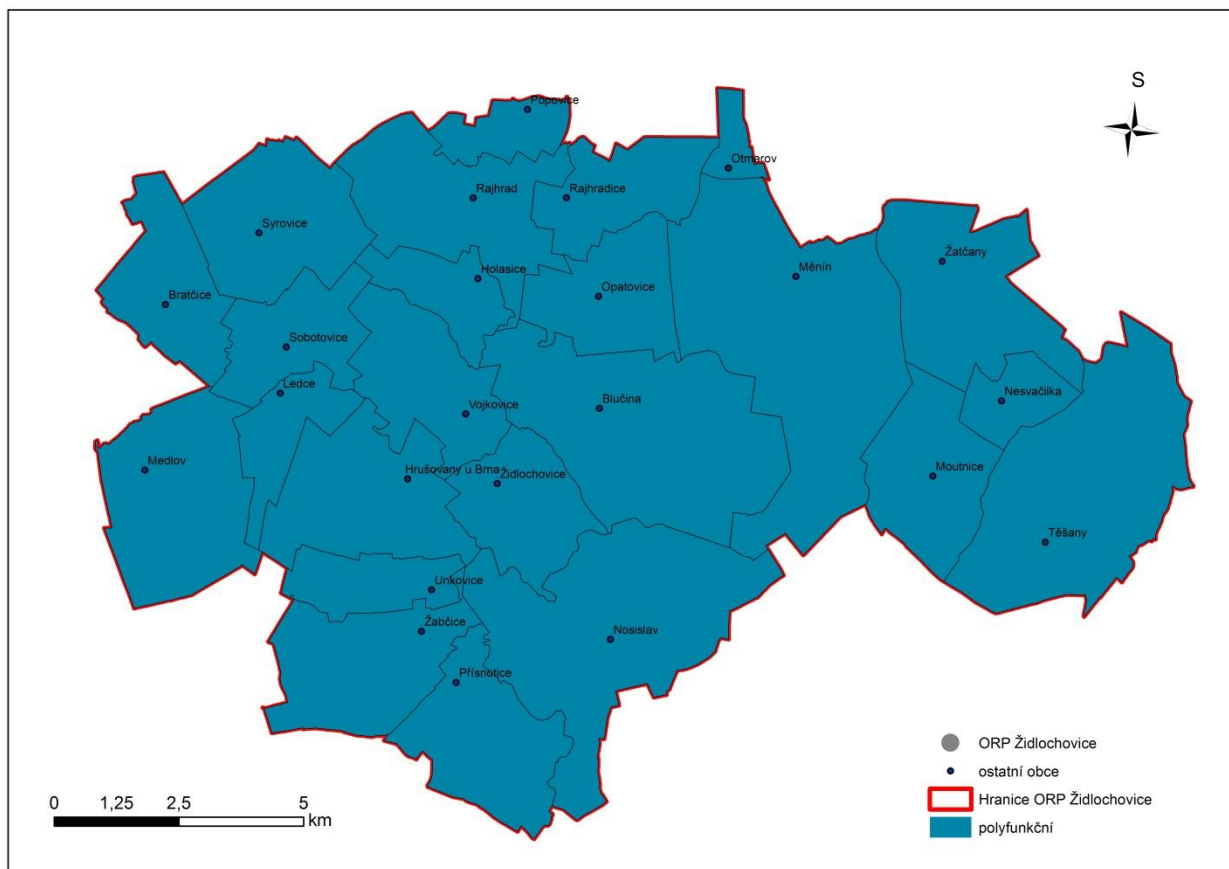 S
Popovice
Otmarov
Rajhrad
Rajhradice
Syrovice
Žatčany
Holasice
Měnín
Opatovice
Bratčice
Sobotovice
Ledce
Nesvačilka
Vojkovice
Blučina
Medlov
Hrušovany u Brna
Židlochovice
Moutnice
Těšany
Unkovice
Žabčice
Nosislav
Přísnotice
ORP Židlochovice
ostatní obce
Hranice ORP Židlochovice
polyfunkční
0 1,25 2,5 5
km